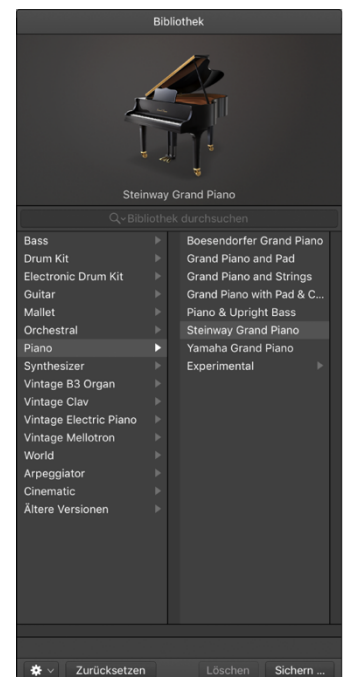 Bibliothek
Steinway Grand Piano
Bibliothek durchsuchen
Bass
Drum Kit
Electronic Drum Kit
Guitar
Mallet
Orchestral
Piano
Synthesizer
Vintage B3 Organ
Vintage Clav
Vintage Electric Piano
Vintage Mellotron
World
Arpeggiator
Cinematic
Ältere Versionen
Boesendorfer Grand Piano
Grand Piano and Pad
Grand Piano and Strings
Grand Piano with Pad & C...
Piano & Upright Bass
Steinway Grand Piano
Yamaha Grand Piano
Experimental
Zurücksetzen
Löschen
Sichern ...